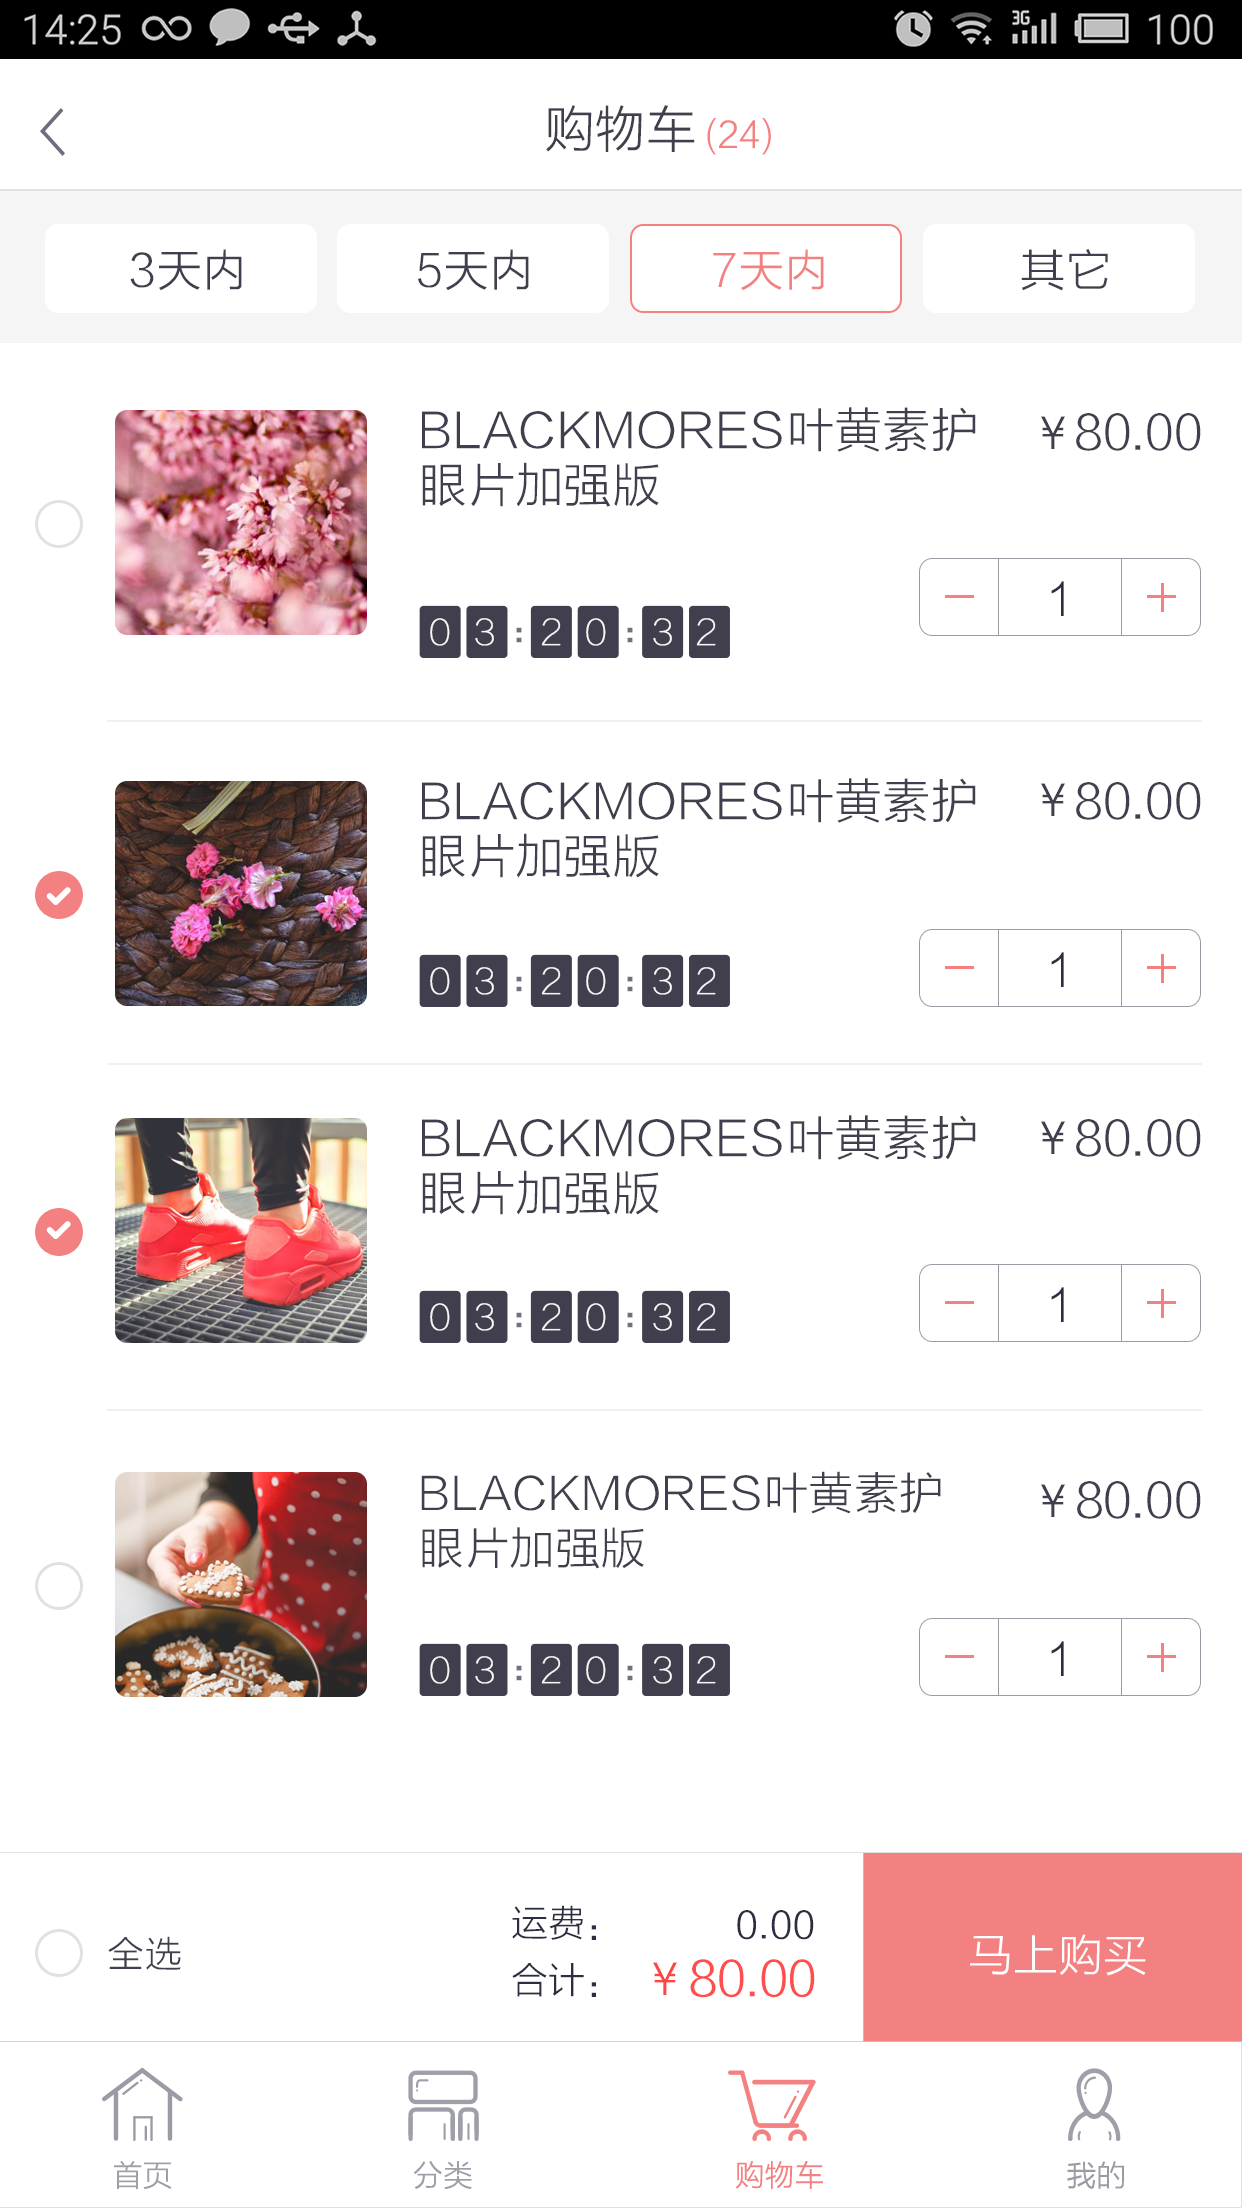 14:25 3G 100
购物车 (24)
3天内 5天内 7天内 其它
BLACKMORES叶黄素护 ￥80.00
眼片加强版
1
03:20:32
BLACKMORES叶黄素护 ￥80.00
眼片加强版
1
03:20:32
BLACKMORES叶黄素护 ￥80.00
眼片加强版
1
03:20:32
BLACKMORES叶黄素护 ￥80.00
眼片加强版
1
03:20:32
运费： 0.00
全选 马上购买
合计： ￥80.00
首页 分类 购物车 我的